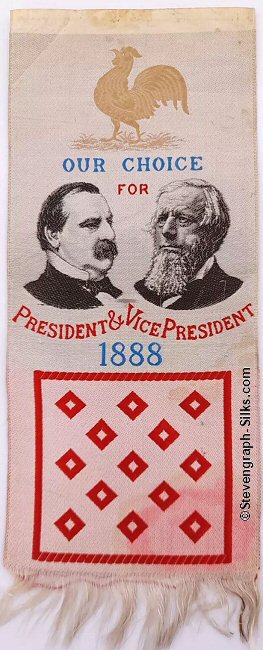 OUR CHOICE
FOR
PRESIDENT & VICE PRESIDENT
1888
©Stevengraph-Silks.com